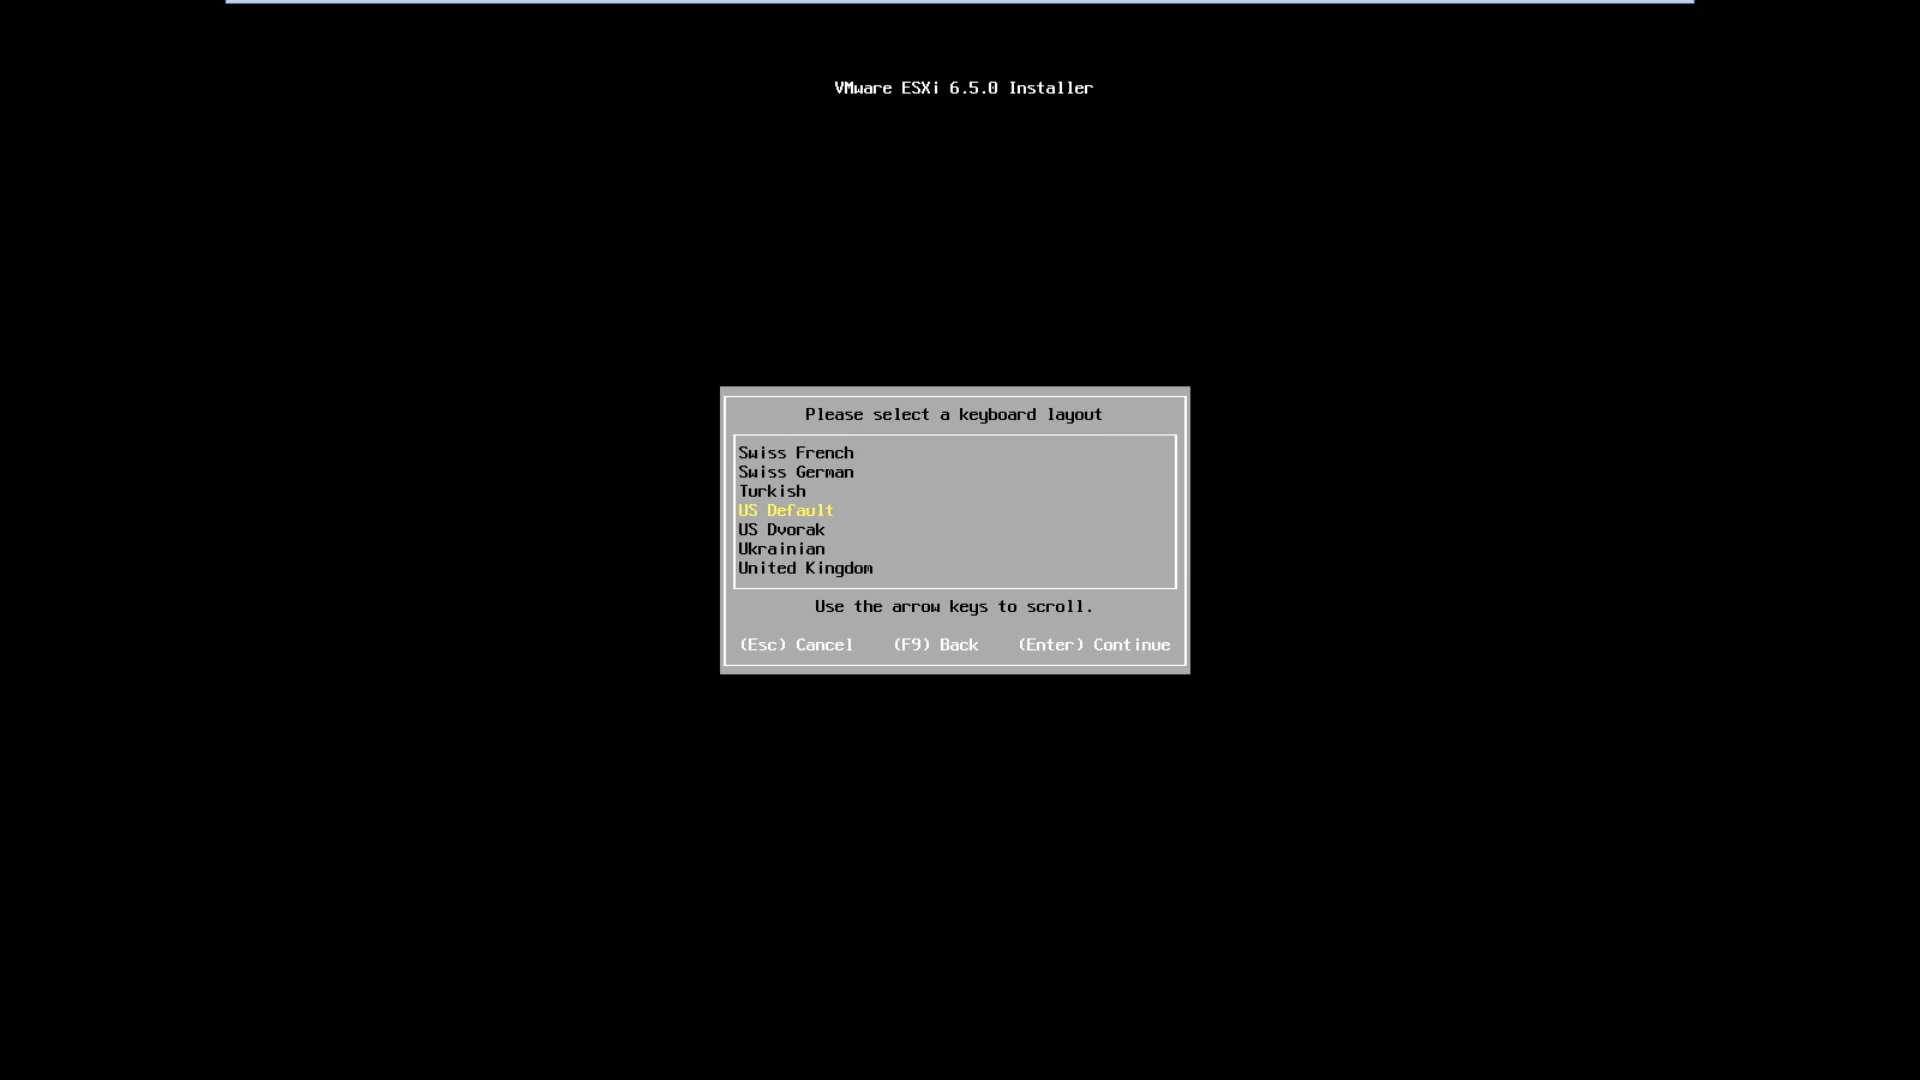 VMware ESXi 6.5.0 Installer
Please select a keyboard layout
Swiss French
Swiss German
Turkish
US Default
US Dvorak
Ukrainian
United Kingdom
Use the arrow keys to scroll.
(Esc) Cancel    (F9) Back    (Enter) Continue